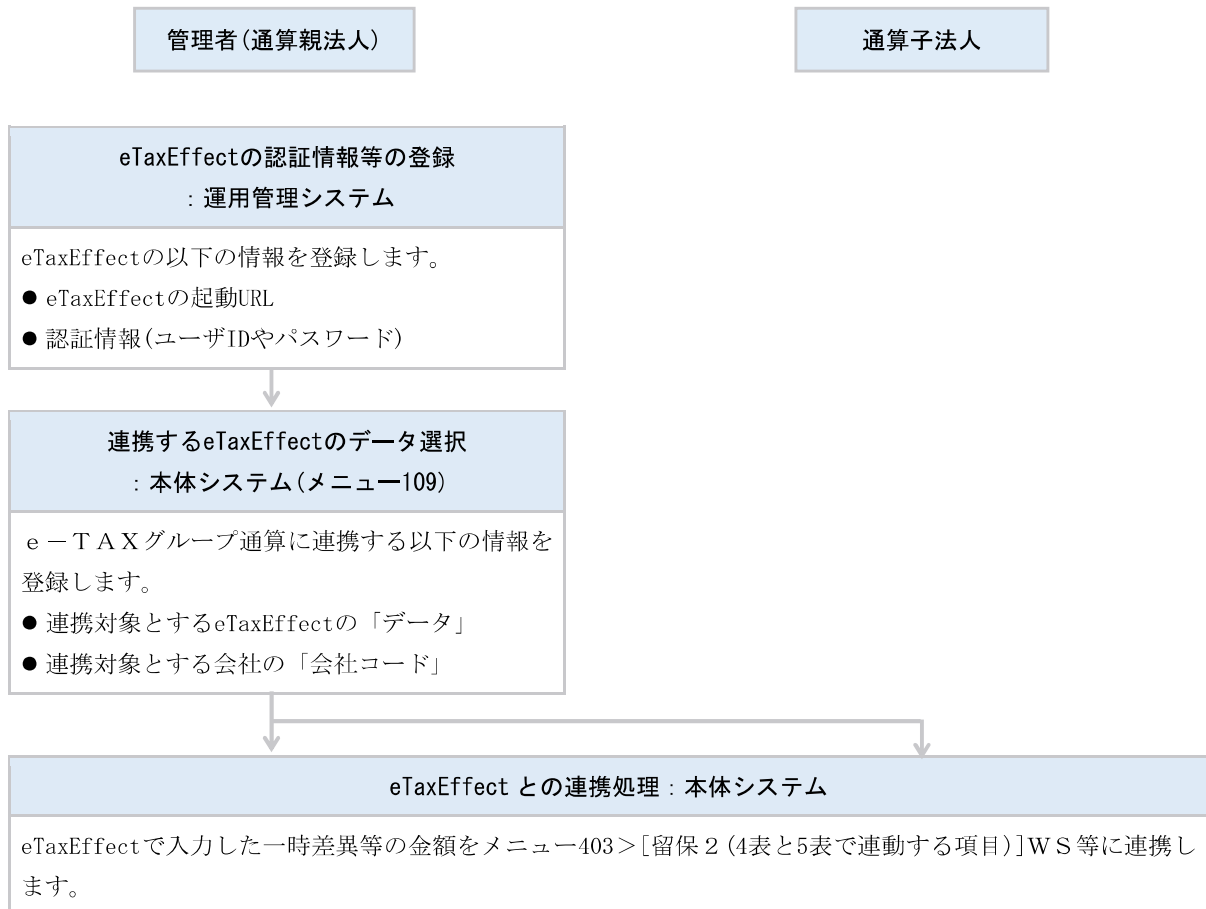 管理者(通算親法人)
通算子法人
eTaxEffectの認証情報等の登録
：運用管理システム
eTaxEffectの以下の情報を登録します。
● eTaxEffectの起動URL
● 認証情報(ユーザIDやパスワード)
連携するeTaxEffectのデータ選択
：本体システム(メニュー109)
ｅ－ＴＡＸグループ通算に連携する以下の情報を
登録します。
● 連携対象とするeTaxEffectの「データ」
● 連携対象とする会社の「会社コード」
eTaxEffect との連携処理：本体システム
eTaxEffectで入力した一時差異等の金額をメニュー403＞[留保２(4表と5表で連動する項目)]ＷＳ等に連携し
ます。